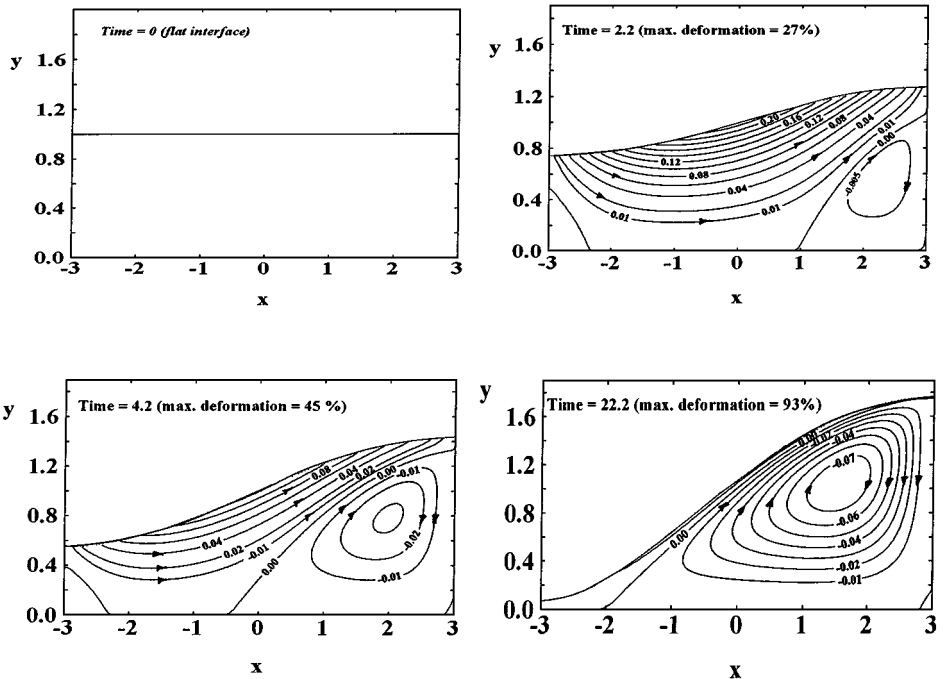 Time = 0 (flat interface)
y
1.6
1.2
0.8
0.4
0.0
-3 -2 -1 0 1 2 3
x
Time = 2.2 (max. deformation = 27%)
y
1.6
1.2
0.8
0.4
0.0
0.20 0.16 0.12 0.08 0.04 0.01
0.00
0.12
0.08
0.04
0.01 0.01
-0.005
-3 -2 -1 0 1 2 3
x
Time = 4.2 (max. deformation = 45 %)
y
1.6
1.2
0.8
0.4
0.0
0.08 0.04 0.02 0.00 -0.01
0.04 0.02 -0.01 0.00
-0.02
-0.01
-3 -2 -1 0 1 2 3
x
Time = 22.2 (max. deformation = 93%)
y
1.6
1.2
0.8
0.4
0.0
0.00 -0.07 -0.04
-0.07
-0.06
0.00
-0.04
-0.02
-0.01
-3 -2 -1 0 1 2 3
x